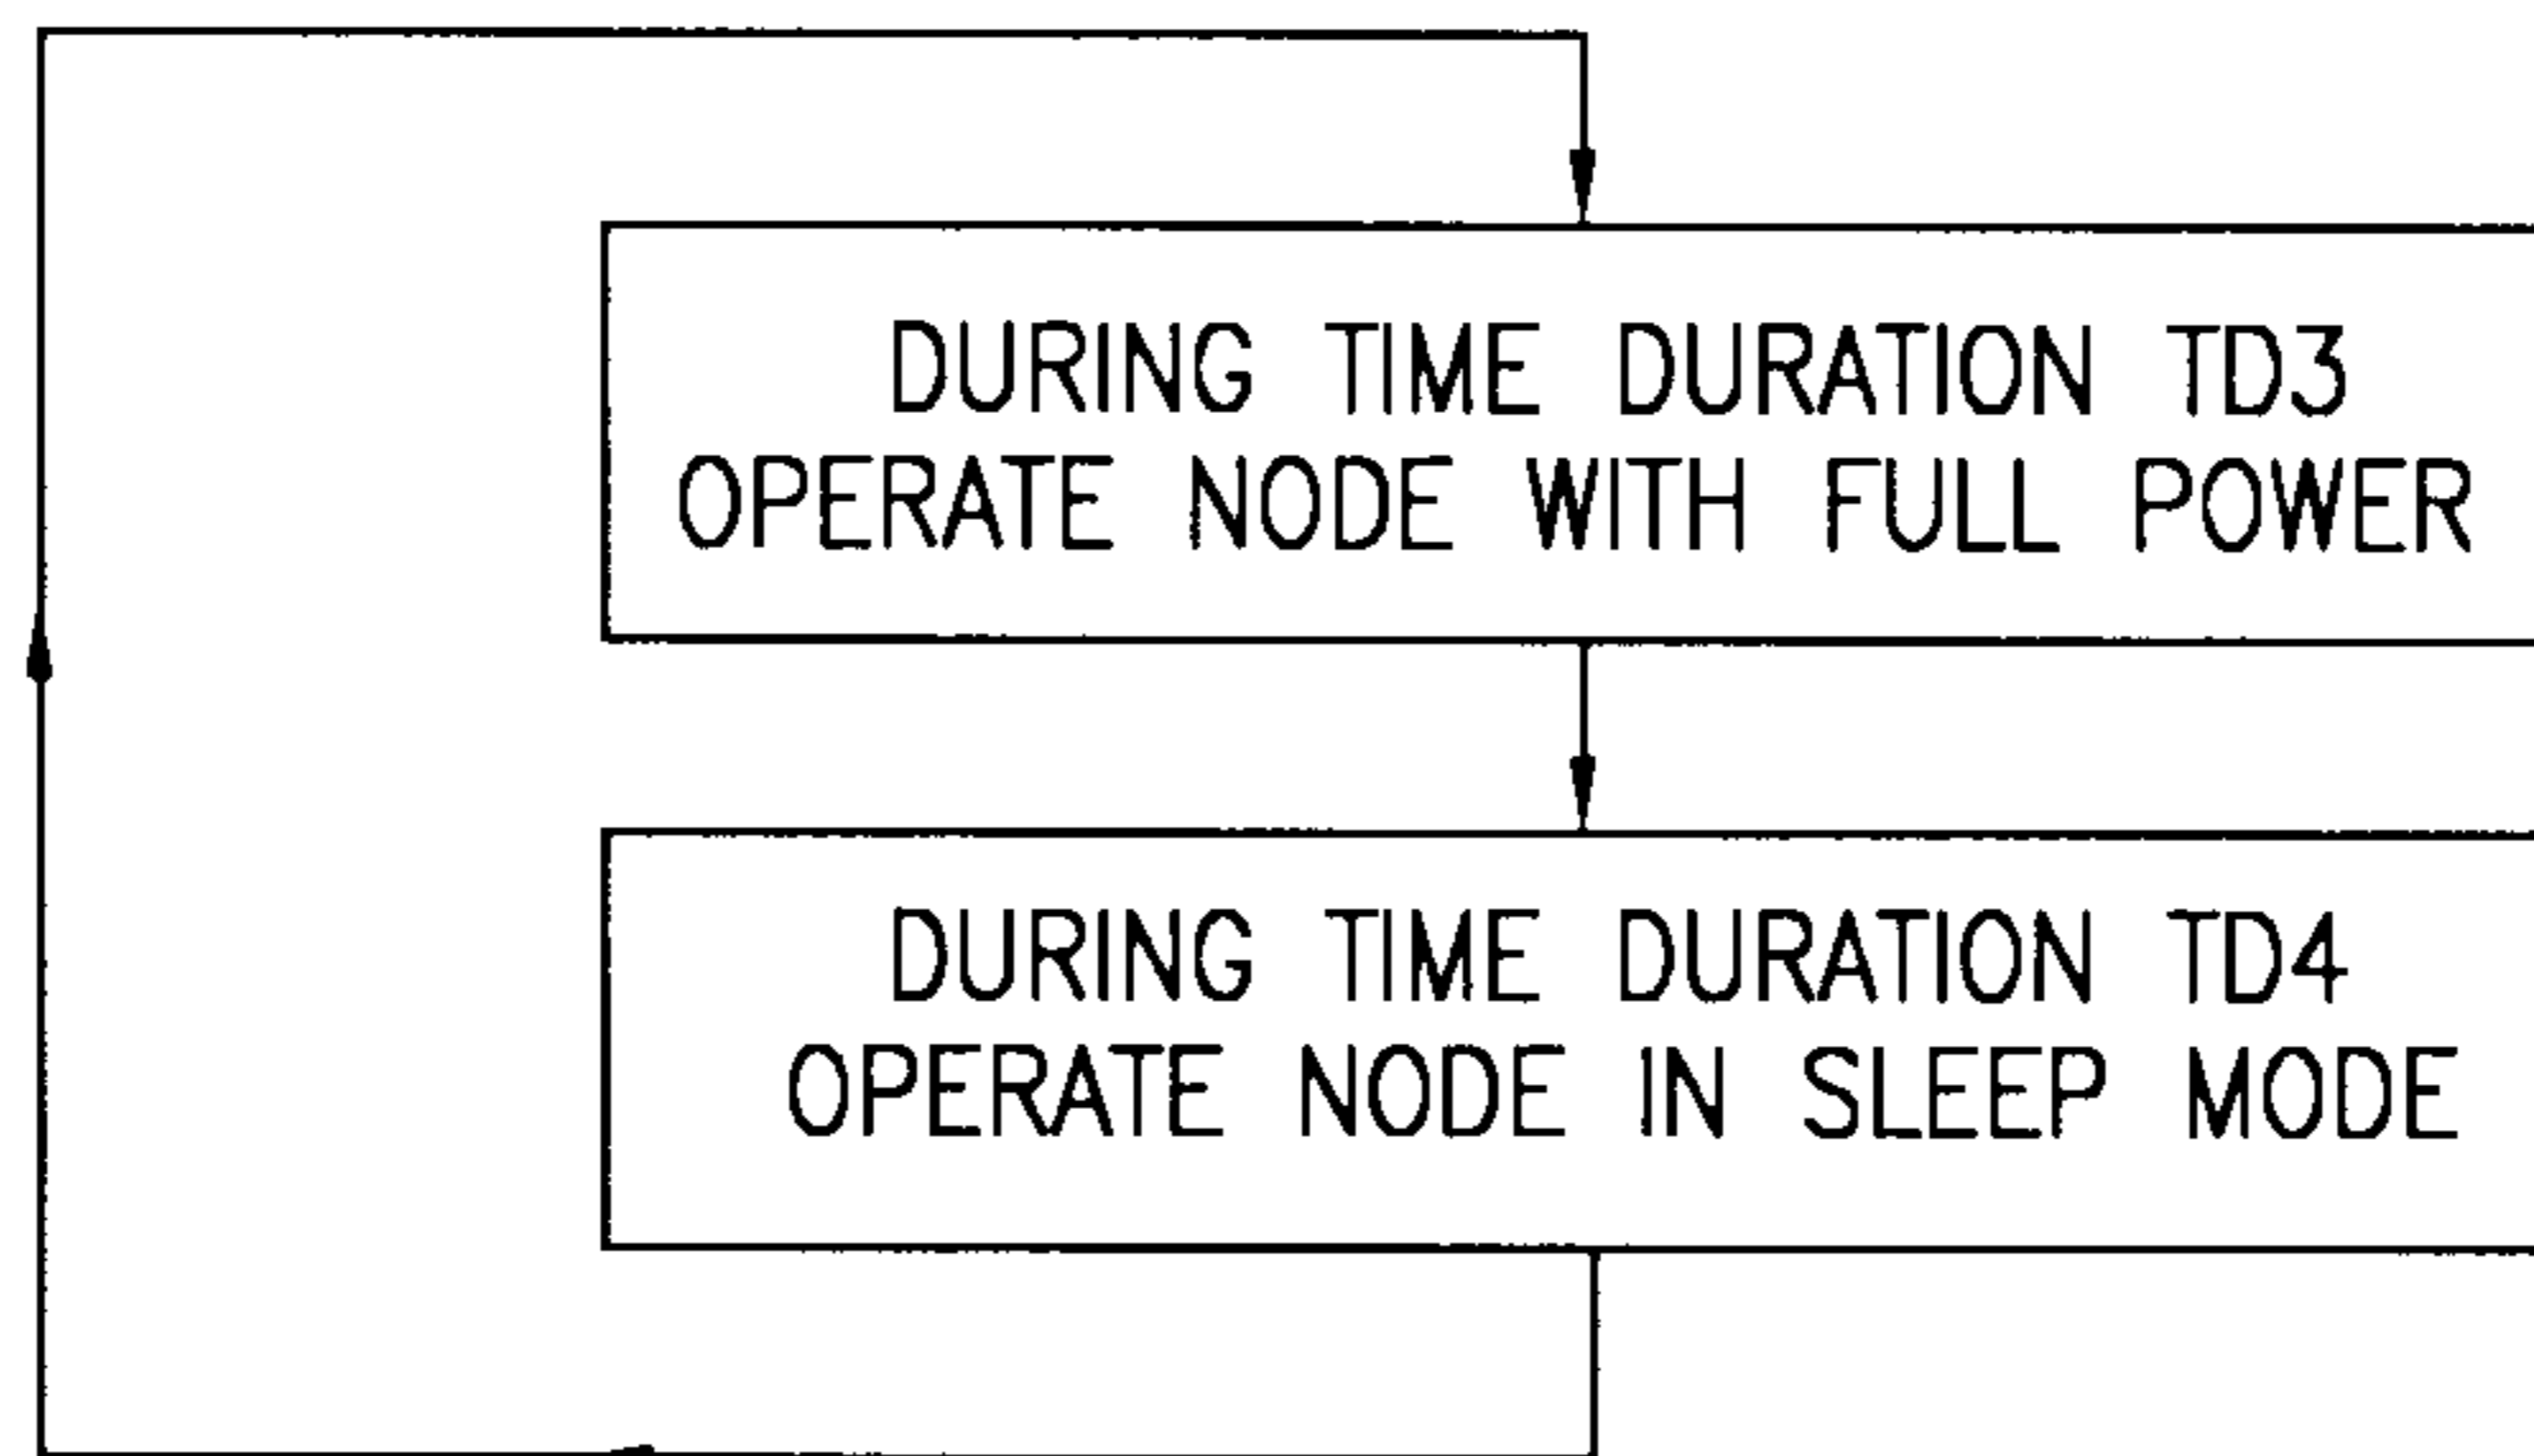 DURING TIME DURATION TD3
OPERATE NODE WITH FULL POWER
DURING TIME DURATION TD4
OPERATE NODE IN SLEEP MODE